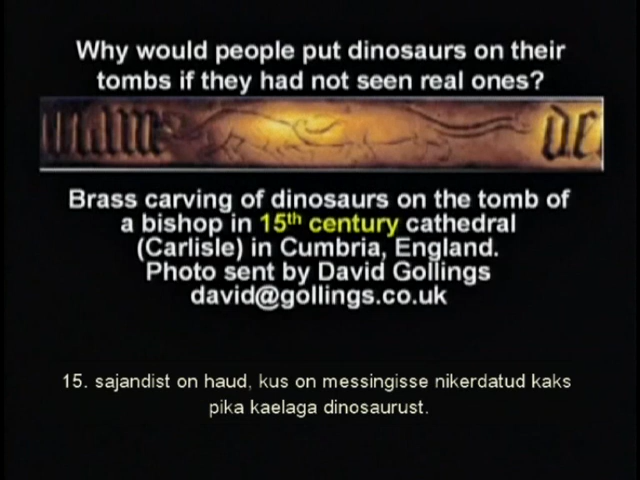 Why would people put dinosaurs on their
tombs if they had not seen real ones?
de
Brass carving of dinosaurs on the tomb of
a bishop in 15th century cathedral
(Carlisle) in Cumbria, England.
Photo sent by David Gollings
david@gollings.co.uk
15. sajandist on haud, kus on messingisse nikerdatud kaks
pika kaelaga dinosaurust.